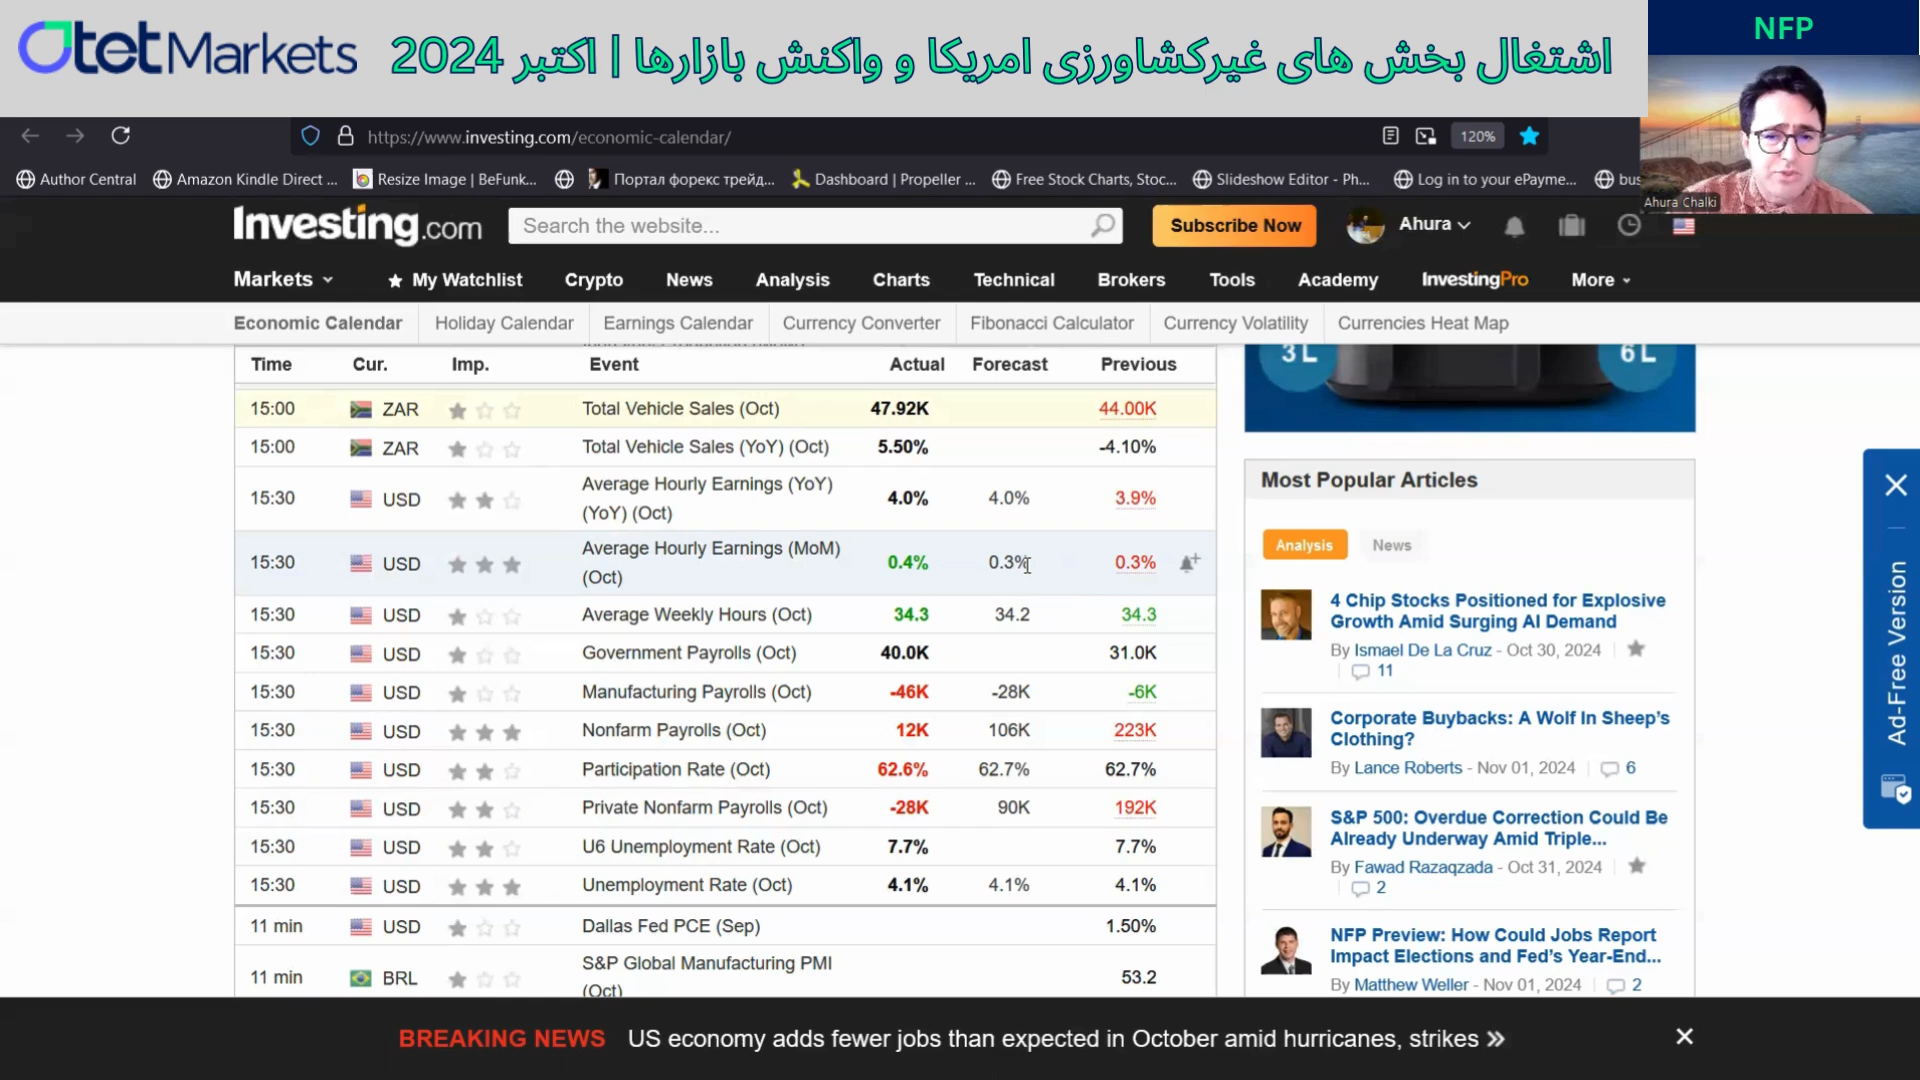 OtetMarkets
اشتغال بخش های غیرکشاورزی امریکا و واکنش بازارها | اکتبر 2024
NFP
https://www.investing.com/economic-calendar/
120%
Author Central
Amazon Kindle Direct ...
Resize Image | BeFunk...
Портал форекс трейд...
Dashboard | Propeller ...
Free Stock Charts, Stoc...
Slideshow Editor - Ph...
Log in to your ePayme...
bus
Ahura Chalki
Investing.com
Search the website...
Subscribe Now
Ahura
Markets
My Watchlist
Crypto
News
Analysis
Charts
Technical
Brokers
Tools
Academy
InvestingPro
More
Economic Calendar
Holiday Calendar
Earnings Calendar
Currency Converter
Fibonacci Calculator
Currency Volatility
Currencies Heat Map
Time Cur. Imp. Event Actual Forecast Previous
15:00 ZAR Total Vehicle Sales (Oct) 47.92K 44.00K
15:00 ZAR Total Vehicle Sales (YoY) (Oct) 5.50% -4.10%
15:30 USD Average Hourly Earnings (YoY) (YoY) (Oct) 4.0% 4.0% 3.9%
15:30 USD Average Hourly Earnings (MoM) (Oct) 0.4% 0.3% 0.3%
15:30 USD Average Weekly Hours (Oct) 34.3 34.2 34.3
15:30 USD Government Payrolls (Oct) 40.0K 31.0K
15:30 USD Manufacturing Payrolls (Oct) -46K -28K -6K
15:30 USD Nonfarm Payrolls (Oct) 12K 106K 223K
15:30 USD Participation Rate (Oct) 62.6% 62.7% 62.7%
15:30 USD Private Nonfarm Payrolls (Oct) -28K 90K 192K
15:30 USD U6 Unemployment Rate (Oct) 7.7% 7.7%
15:30 USD Unemployment Rate (Oct) 4.1% 4.1% 4.1%
11 min USD Dallas Fed PCE (Sep) 1.50%
11 min BRL S&P Global Manufacturing PMI (Oct) 53.2
3 L
6 L
Most Popular Articles
Analysis
News
4 Chip Stocks Positioned for Explosive
Growth Amid Surging AI Demand
By Ismael De La Cruz - Oct 30, 2024
11
Corporate Buybacks: A Wolf In Sheep's
Clothing?
By Lance Roberts - Nov 01, 2024 6
S&P 500: Overdue Correction Could Be
Already Underway Amid Triple...
By Fawad Razaqzada - Oct 31, 2024
2
NFP Preview: How Could Jobs Report
Impact Elections and Fed's Year-End...
By Matthew Weller - Nov 01, 2024 2
Ad-Free Version
BREAKING NEWS US economy adds fewer jobs than expected in October amid hurricanes, strikes